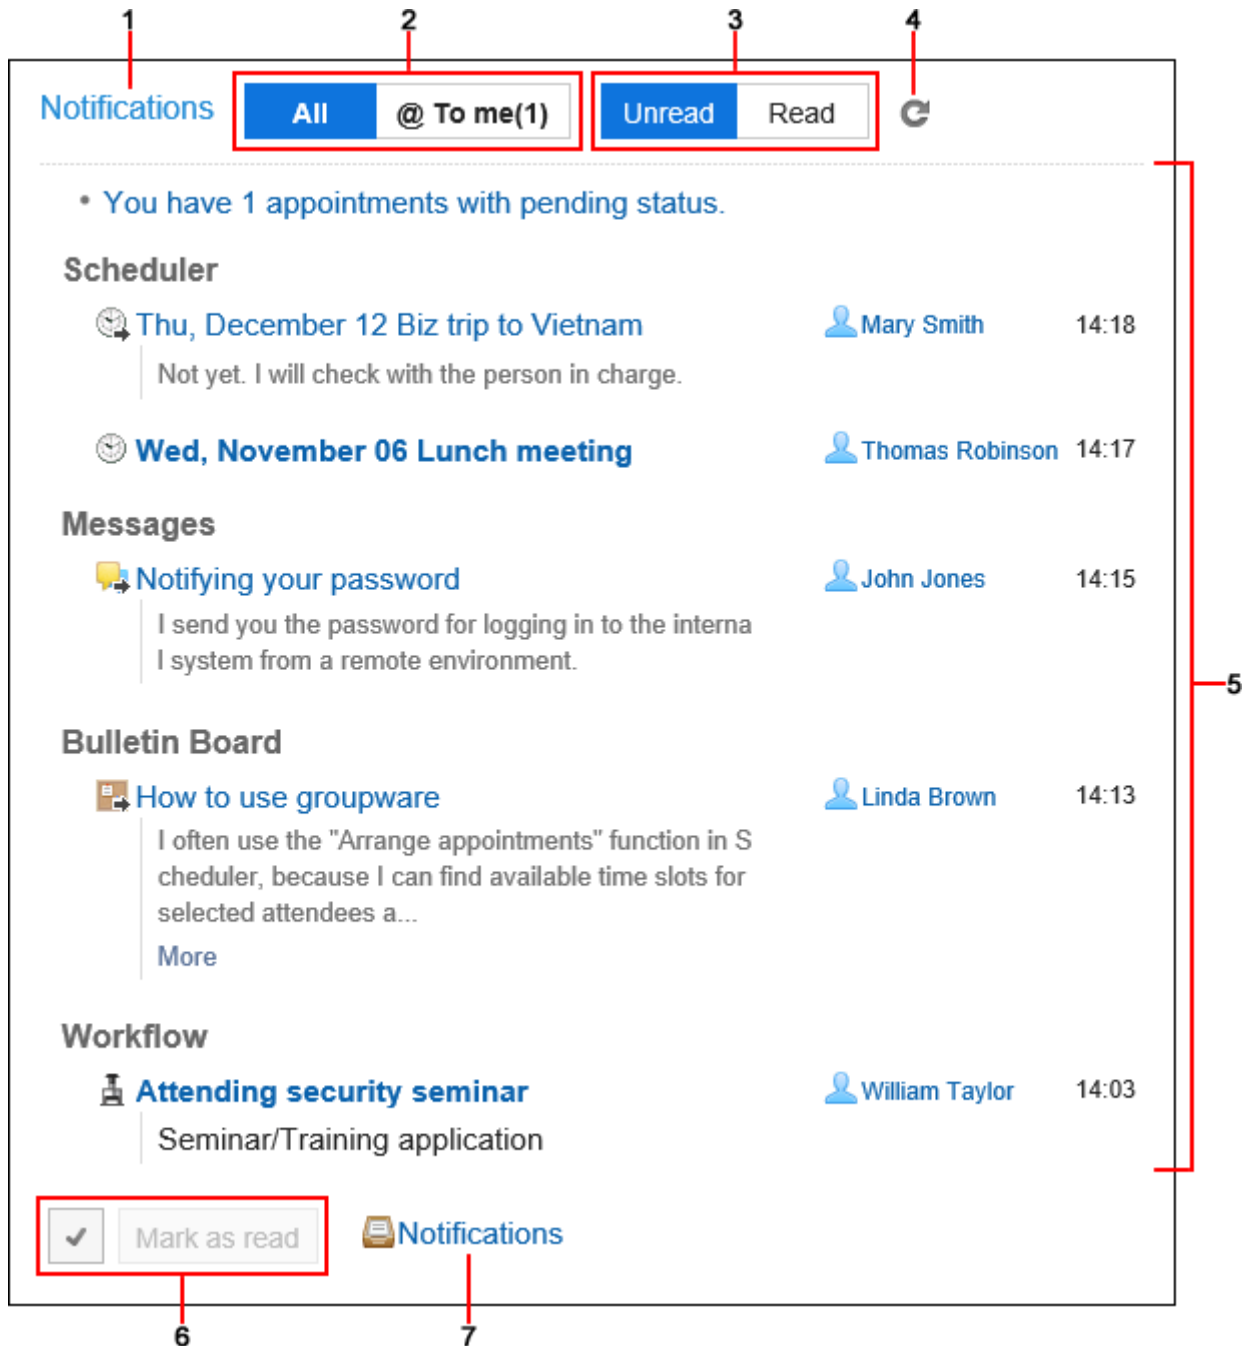 1 2 3 4
Notifications All @ To me(1) Unread Read
• You have 1 appointments with pending status.
Scheduler
Thu, December 12 Biz trip to Vietnam Mary Smith 14:18
Not yet. I will check with the person in charge.
Wed, November 06 Lunch meeting Thomas Robinson 14:17
Messages
Notifying your password John Jones 14:15
I send you the password for logging in to the interna
l system from a remote environment.
5
Bulletin Board
How to use groupware Linda Brown 14:13
I often use the "Arrange appointments" function in S
cheduler, because I can find available time slots for
selected attendees a...
More
Workflow
Attending security seminar William Taylor 14:03
Seminar/Training application
Mark as read Notifications
6 7